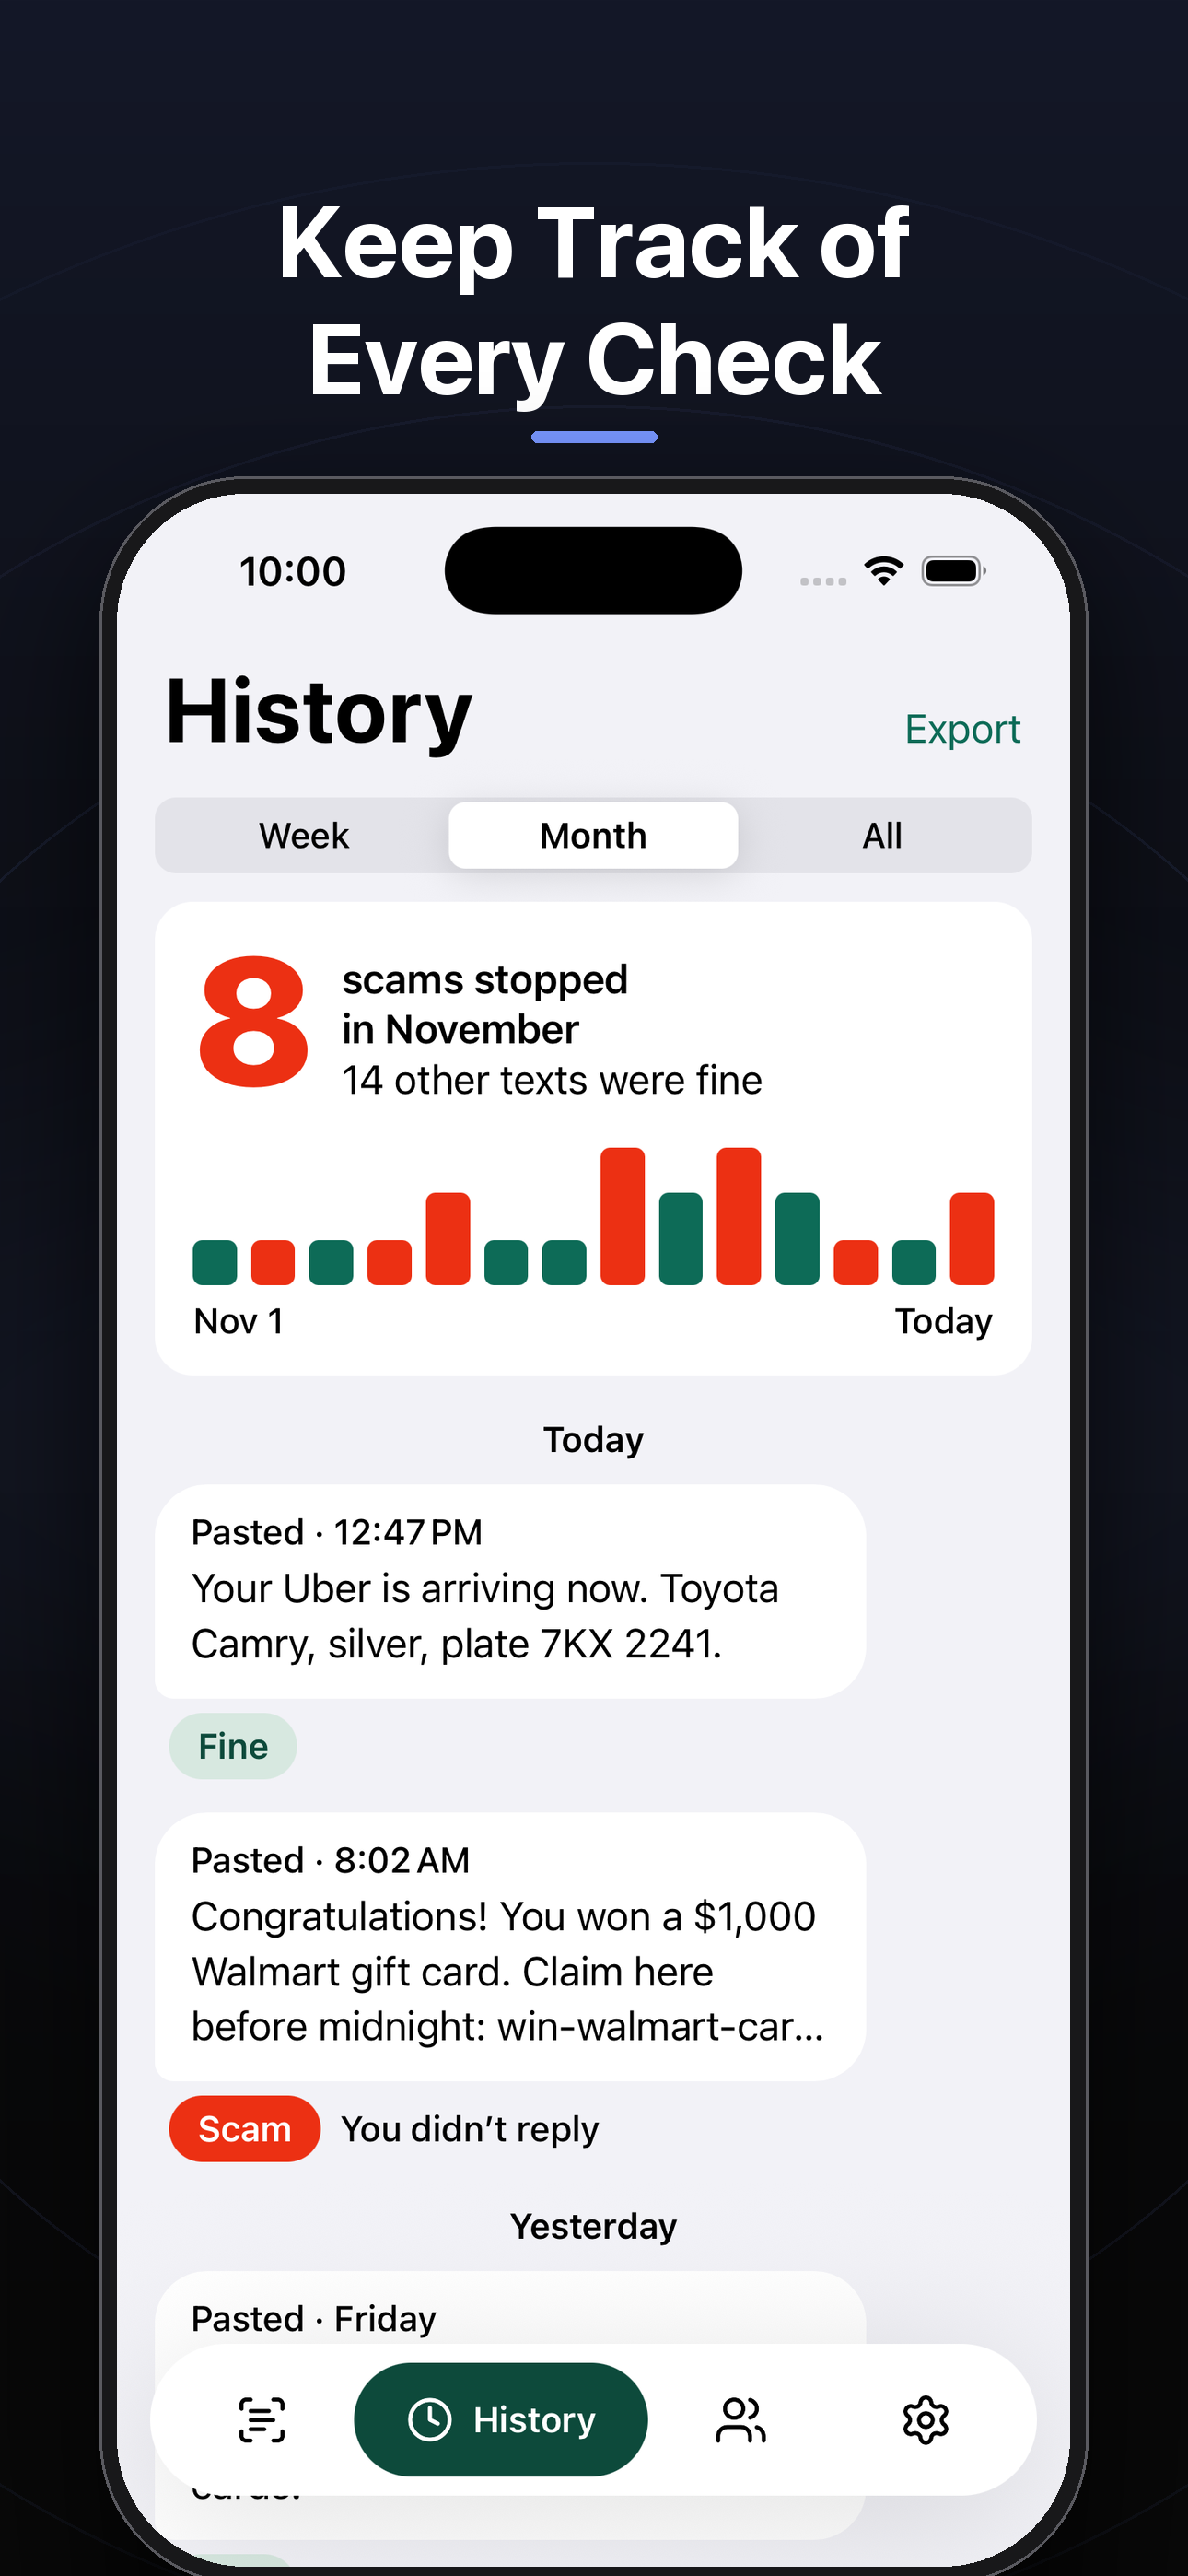 Keep Track of
Every Check
10:00
History
Export
Week
Month
All
8
scams stopped
in November
14 other texts were fine
Nov 1
Today
Today
Pasted · 12:47 PM
Your Uber is arriving now. Toyota
Camry, silver, plate 7KX 2241.
Fine
Pasted · 8:02 AM
Congratulations! You won a $1,000
Walmart gift card. Claim here
before midnight: win-walmart-car...
Scam
You didn’t reply
Yesterday
Pasted · Friday
History